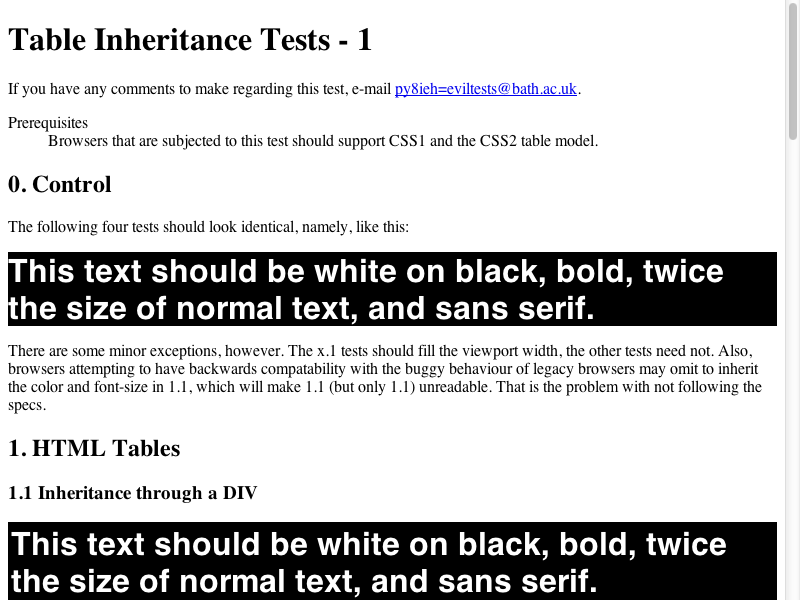 Table Inheritance Tests - 1
If you have any comments to make regarding this test, e-mail py8ieh=eviltests@bath.ac.uk.
Prerequisites
Browsers that are subjected to this test should support CSS1 and the CSS2 table model.
0. Control
The following four tests should look identical, namely, like this:
This text should be white on black, bold, twice
the size of normal text, and sans serif.
There are some minor exceptions, however. The x.1 tests should fill the viewport width, the other tests need not. Also,
browsers attempting to have backwards compatability with the buggy behaviour of legacy browsers may omit to inherit
the color and font-size in 1.1, which will make 1.1 (but only 1.1) unreadable. That is the problem with not following the
specs.
1. HTML Tables
1.1 Inheritance through a DIV
This text should be white on black, bold, twice
the size of normal text, and sans serif.